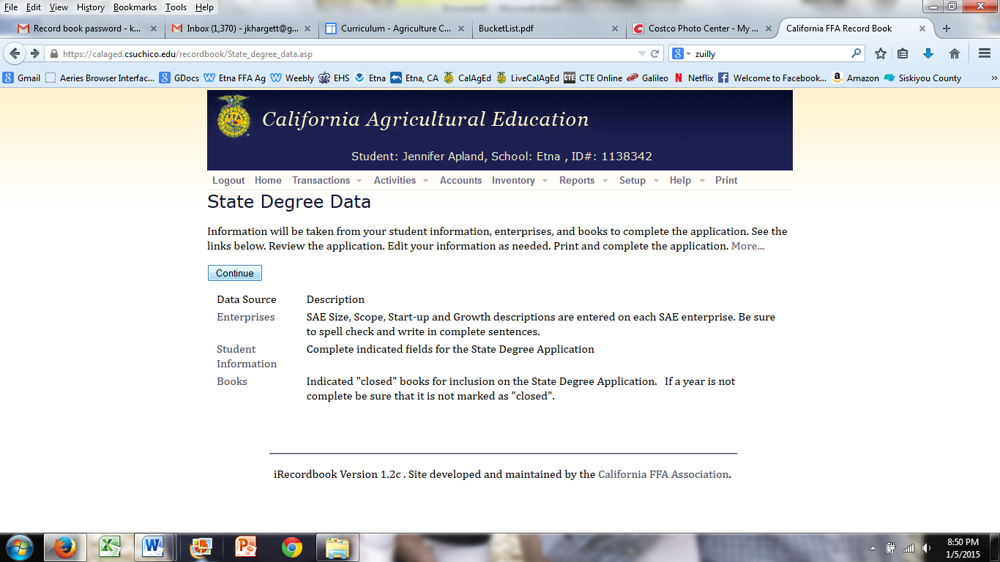 File Edit View History Bookmarks Tools Help
Record book password - k... Inbox (1,370) - jkhargett@g... Curriculum - Agriculture C... BucketList.pdf Costco Photo Center - My ... California FFA Record Book
https://calaged.csuchico.edu/recordbook/State_degree_data.asp zuilly
Gmail Aeries Browser Interfac... GDocs Etna FFA Ag Weebly EHS Etna Etna, CA CalAgEd LiveCalAgEd CTE Online Galileo Netflix Welcome to Facebook... Amazon Siskiyou County
FFA
California Agricultural Education
Student: Jennifer Apland, School: Etna , ID#: 1138342
Logout Home Transactions Activities Accounts Inventory Reports Setup Help Print
State Degree Data
Information will be taken from your student information, enterprises, and books to complete the application. See the
links below. Review the application. Edit your information as needed. Print and complete the application. More...
Continue
Data Source Description
Enterprises SAE Size, Scope, Start-up and Growth descriptions are entered on each SAE enterprise. Be sure
to spell check and write in complete sentences.
Student Complete indicated fields for the State Degree Application
Information
Books Indicated "closed" books for inclusion on the State Degree Application. If a year is not
complete be sure that it is not marked as "closed".
iRecordbook Version 1.2c . Site developed and maintained by the California FFA Association.
8:50 PM
1/5/2015